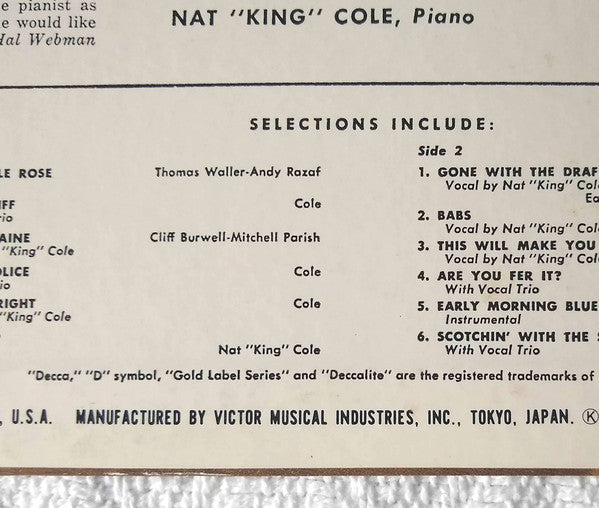 e pianist as
e would like
Hal Webman
NAT "KING" COLE, Piano
SELECTIONS INCLUDE:
LE ROSE Thomas Waller-Andy Razaf
IFF Cole
rio
AINE Cliff Burwell-Mitchell Parish
"King" Cole
OLICE Cole
io
RIGHT Cole
"King" Cole
Nat "King" Cole
Side 2
1. GONE WITH THE DRAF
Vocal by Nat "King" Col
Ea
2. BABS
Vocal by Nat "King" Col
3. THIS WILL MAKE YOU
Vocal by Nat "King" Col
4. ARE YOU FER IT?
With Vocal Trio
5. EARLY MORNING BLUE
Instrumental
6. SCOTCHIN' WITH THE
With Vocal Trio
"Decca," "D" symbol, "Gold Label Series" and "Deccalite" are the registered trademarks of
, U.S.A. MANUFACTURED BY VICTOR MUSICAL INDUSTRIES, INC., TOKYO, JAPAN. Ⓚ